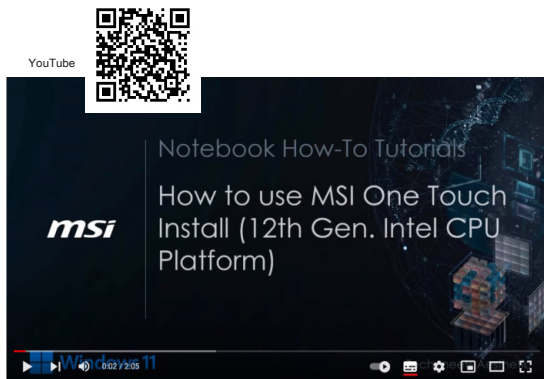 YouTube
Notebook How-To Tutorials
msi
How to use MSI One Touch
Install (12th Gen. Intel CPU
Platform)
Windows 11
0:02 / 2:05